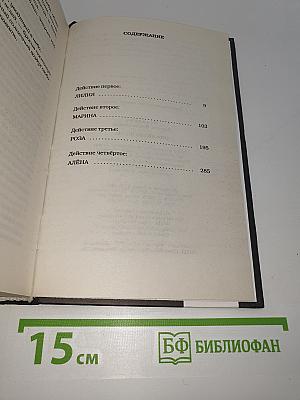 СОДЕРЖАНИЕ
Действие первое:
ЛИЛИЯ 9
Действие второе:
МАРИНА 103
Действие третье:
РОЗА 195
Действие четвёртое:
АЛЁНА 285
15 см
БФ БИБЛИОФАН